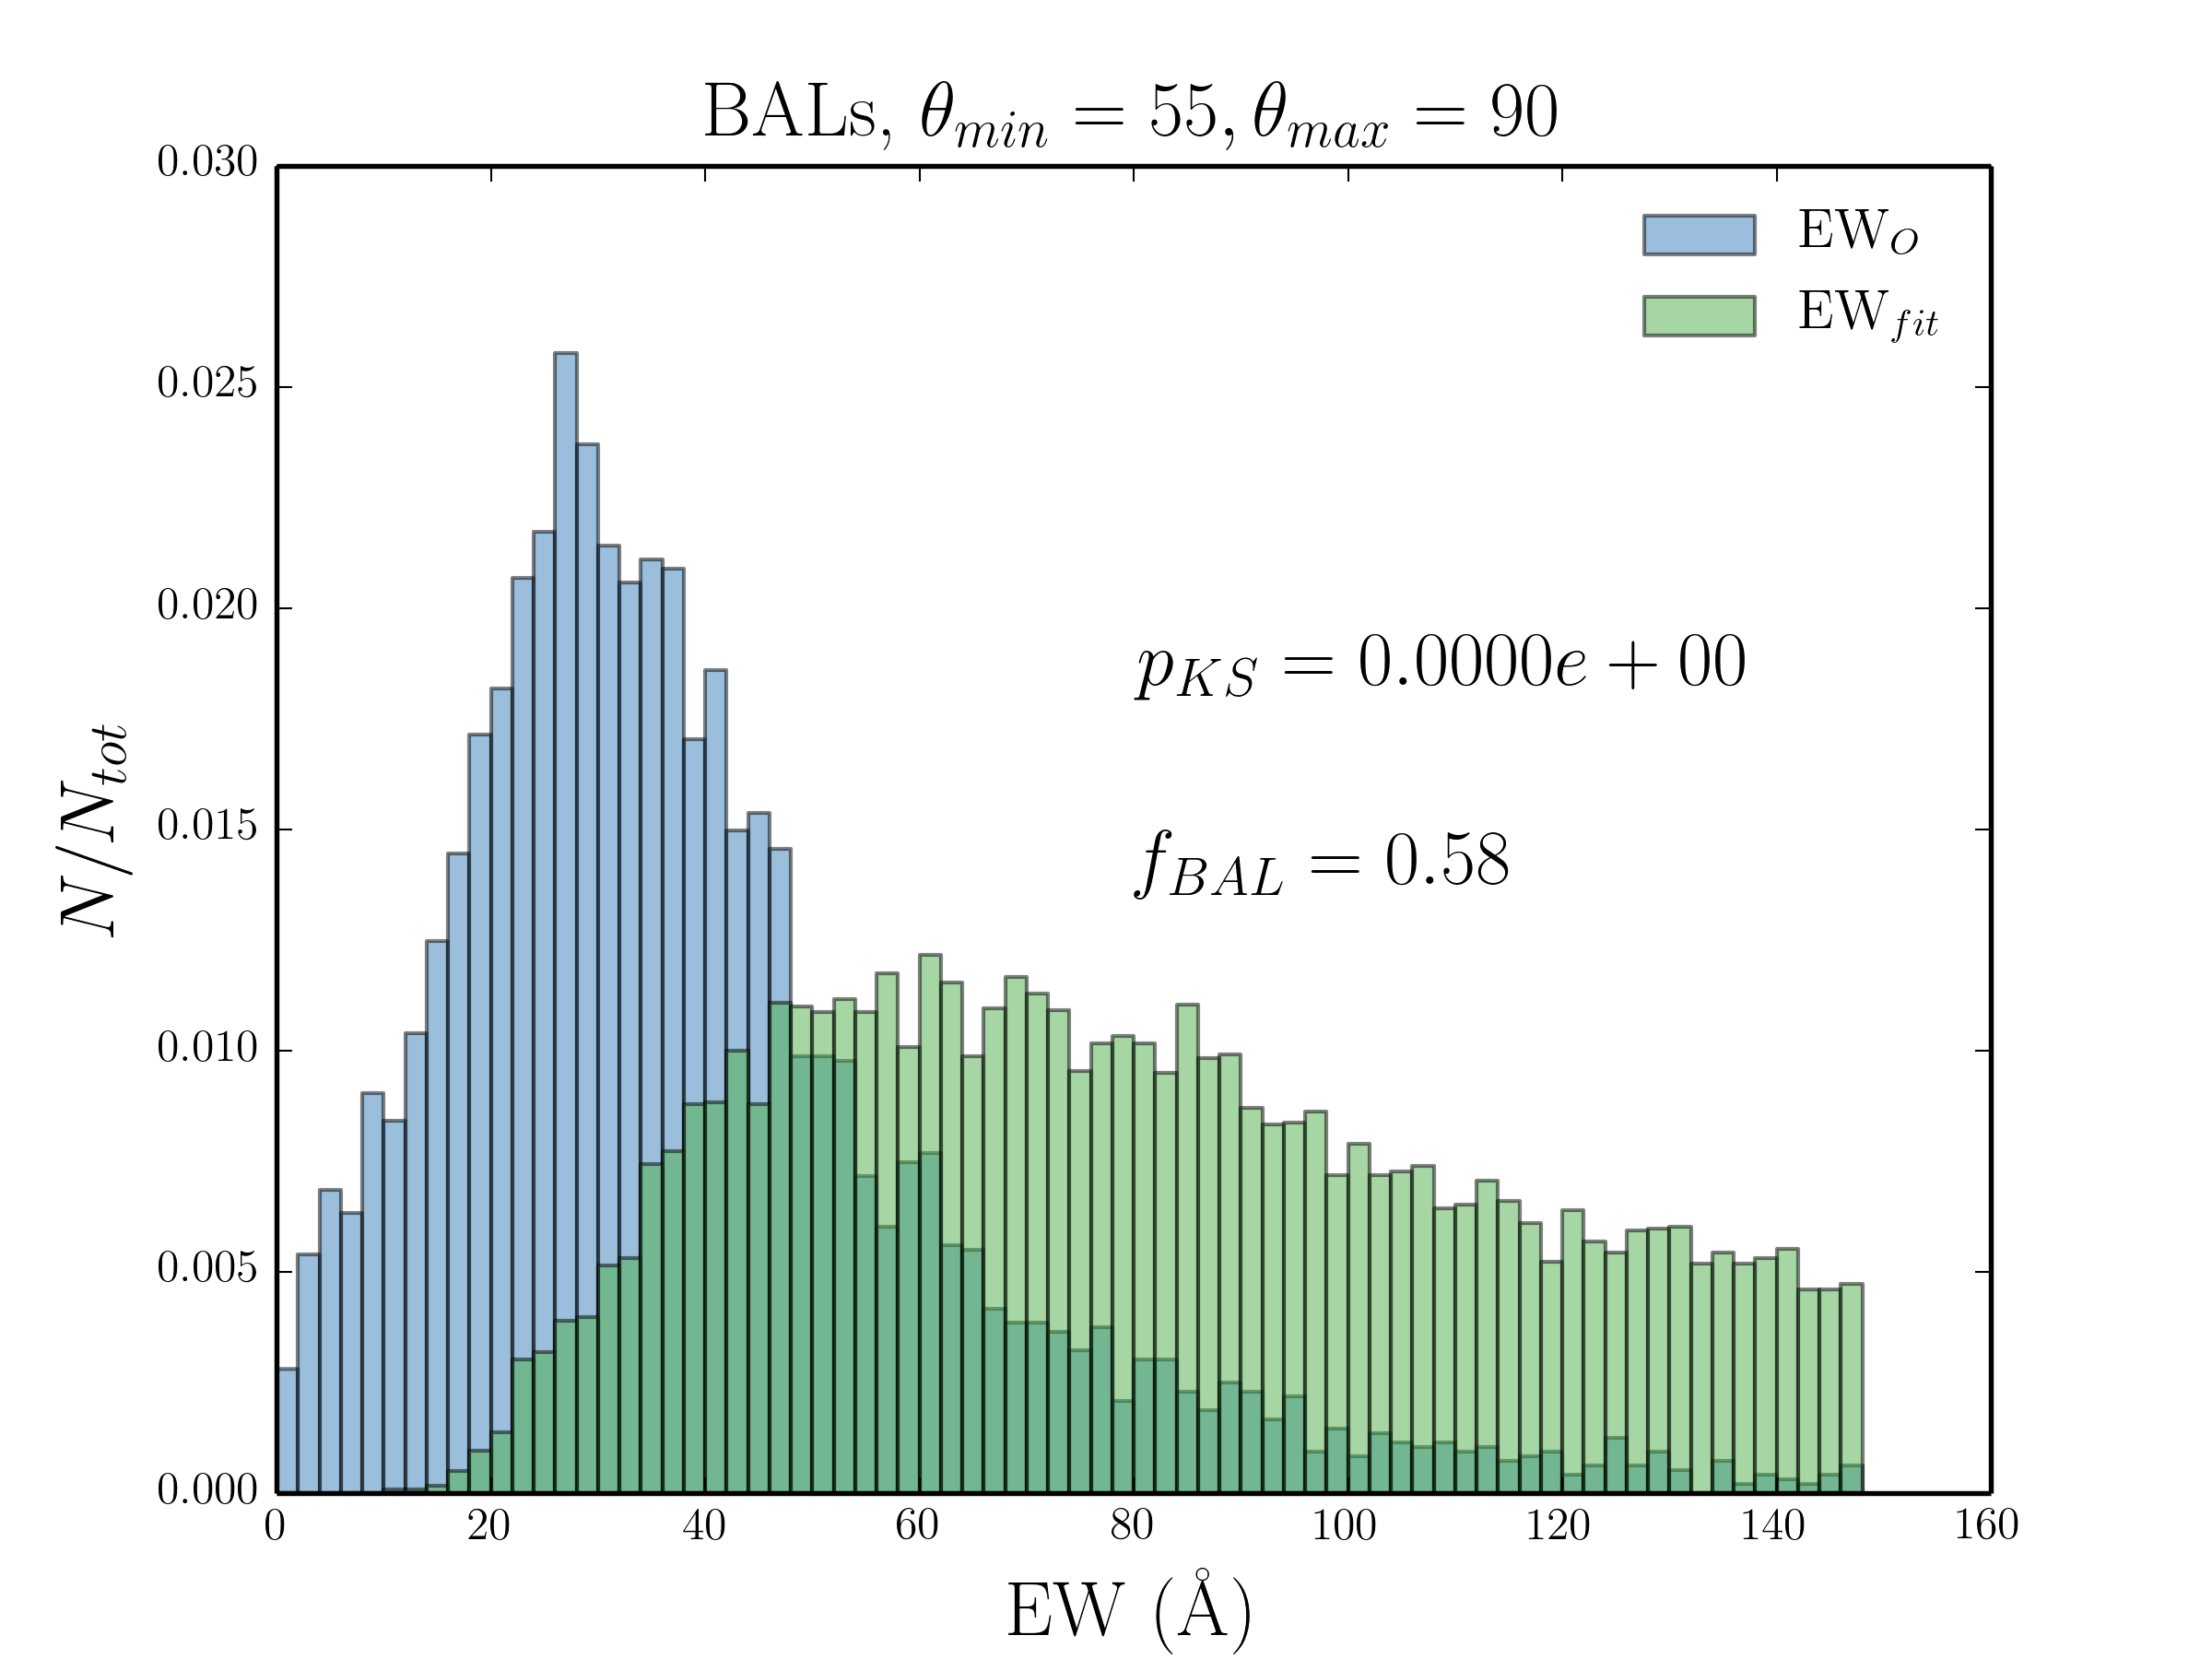 BALs, θ_min = 55, θ_max = 90
0.030
0.025
0.020
0.015
0.010
0.005
0.000
N/N_tot
EW_O
EW_fit
p_KS = 0.0000e + 00
f_BAL = 0.58
0 20 40 60 80 100 120 140 160
EW (Å)